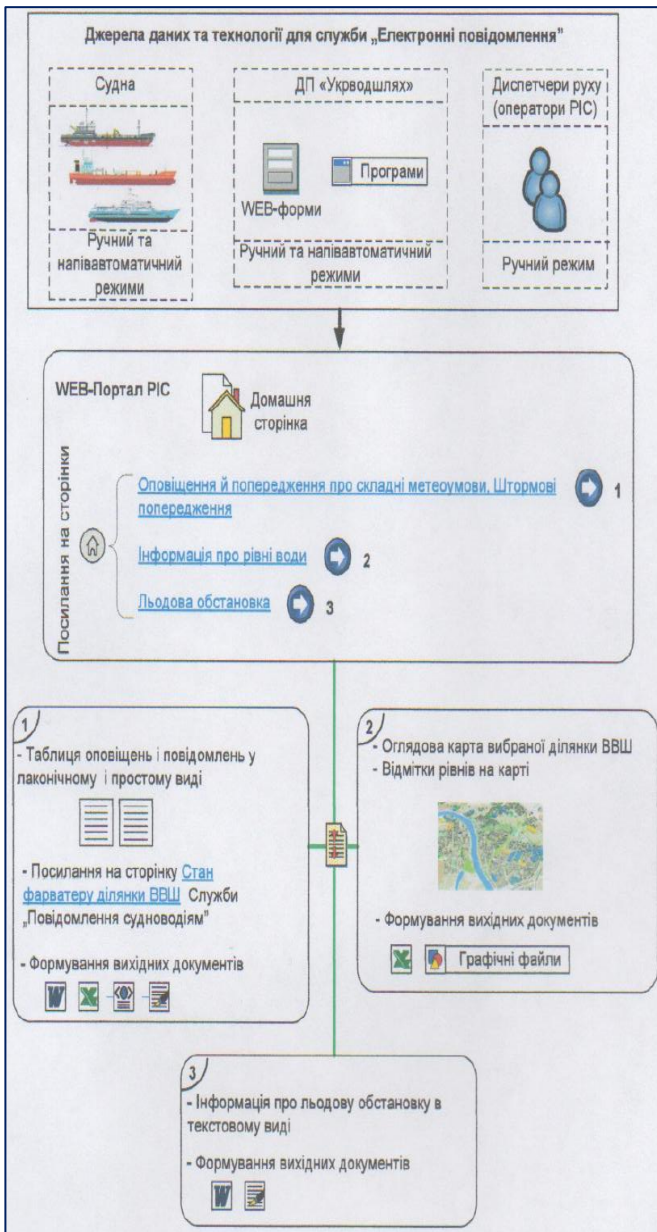 Джерела даних та технології для служби „Електронні повідомлення”
Судна
ДП «Укрводшлях»
Диспетчери руху
(оператори РІС)
WEB-форми
Програми
Ручний та
напівавтоматичний
режими
Ручний та напівавтоматичний
режими
Ручний режим
WEB-Портал РІС
Домашня
сторінка
Посилання на сторінки
Оповіщення й попередження про складні метеоумови, Штормові
попередження
1
Інформація про рівні води
2
Льодова обстановка
3
1
- Таблиця оповіщень і повідомлень у
лаконічному і простому виді
- Посилання на сторінку Стан
фарватеру ділянки ВВШ Служби
„Повідомлення судноводіям”
- Формування вихідних документів
2
- Оглядова карта вибраної ділянки ВВШ
- Відмітки рівнів на карті
- Формування вихідних документів
Графічні файли
3
- Інформація про льодову обстановку в
текстовому виді
- Формування вихідних документів